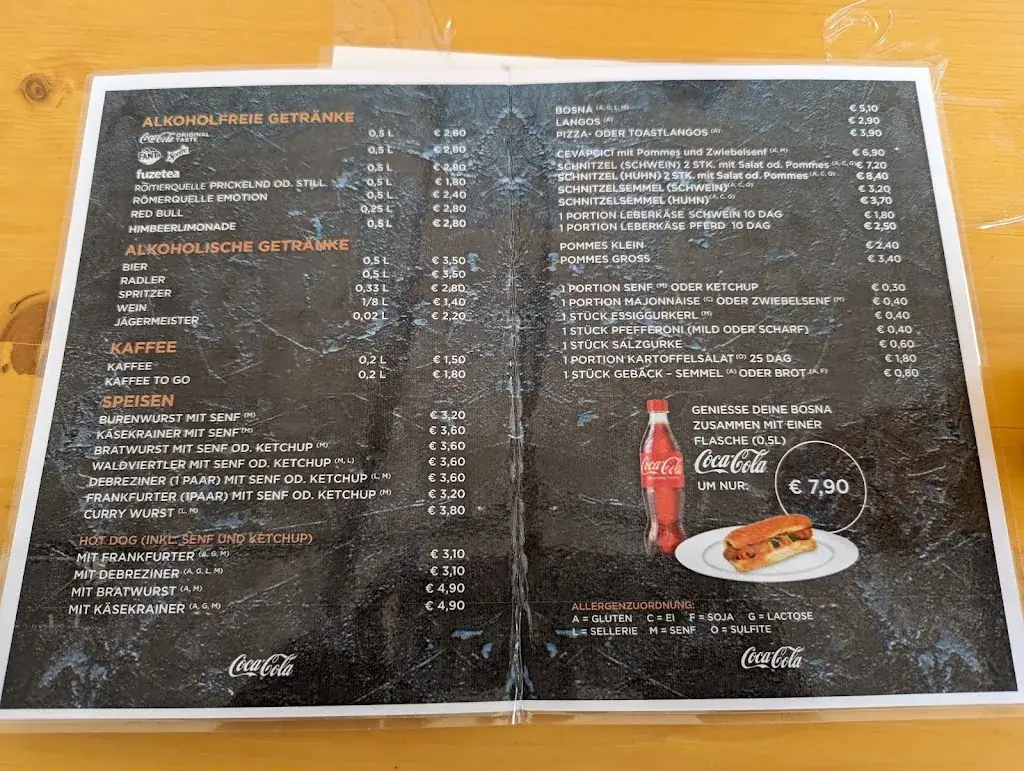 ALKOHOLFREIE GETRÄNKE
Coca-Cola ORIGINAL TASTE 0,5 L € 2,80
FANTA Sprite 0,5 L € 2,80
fuzetea 0,5 L € 2,80
RÖMERQUELLE PRICKELND OD. STILL 0,5 L € 1,80
RÖMERQUELLE EMOTION 0,5 L € 2,40
RED BULL 0,25 L € 2,80
HIMBEERLIMONADE 0,5 L € 2,80
ALKOHOLISCHE GETRÄNKE
BIER 0,5 L € 3,50
RADLER 0,5 L € 3,50
SPRITZER 0,33 L € 2,80
WEIN 1/8 L € 1,40
JÄGERMEISTER 0,02 L € 2,20
KAFFEE
KAFFEE 0,2 L € 1,50
KAFFEE TO GO 0,2 L € 1,80
SPEISEN
BURENWURST MIT SENF (M) € 3,20
KÄSEKRAINER MIT SENF (M) € 3,60
BRATWURST MIT SENF OD. KETCHUP (M) € 3,60
WALDVIERTLER MIT SENF OD. KETCHUP (M, L) € 3,60
DEBREZINER (1 PAAR) MIT SENF OD. KETCHUP (L, M) € 3,60
FRANKFURTER (1PAAR) MIT SENF OD. KETCHUP (M) € 3,20
CURRY WURST (L, M) € 3,80
HOT DOG (INKL. SENF UND KETCHUP)
MIT FRANKFURTER (A, G, M) € 3,10
MIT DEBREZINER (A, G, L, M) € 3,10
MIT BRATWURST (A, M) € 4,90
MIT KÄSEKRAINER (A, G, M) € 4,90
Coca-Cola
BOSNA (A, G, L, M) € 5,10
LANGOS (A) € 2,90
PIZZA- ODER TOASTLANGOS (A) € 3,90
CEVAPCICI mit Pommes und Zwiebelsenf (A, M) € 6,90
SCHNITZEL (SCHWEIN) 2 STK. mit Salat od. Pommes (A, C, G) € 7,20
SCHNITZEL (HUHN) 2 STK. mit Salat od. Pommes (A, C, G) € 8,40
SCHNITZELSEMMEL (SCHWEIN) (A, C, G) € 3,20
SCHNITZELSEMMEL (HUHN) (A, C, G) € 3,70
1 PORTION LEBERKÄSE SCHWEIN 10 DAG € 1,80
1 PORTION LEBERKÄSE PFERD 10 DAG € 2,50
POMMES KLEIN € 2,40
POMMES GROSS € 3,40
1 PORTION SENF (M) ODER KETCHUP € 0,30
1 PORTION MAJONNAISE (C) ODER ZWIEBELSENF (M) € 0,40
1 STÜCK ESSIGGURKERL (M) € 0,40
1 STÜCK PFEFFERONI (MILD ODER SCHARF) € 0,40
1 STÜCK SALZGURKE € 0,60
1 PORTION KARTOFFELSALAT (O) 25 DAG € 1,80
1 STÜCK GEBÄCK – SEMMEL (A) ODER BROT (A, F) € 0,80
GENIESSE DEINE BOSNA
ZUSAMMEN MIT EINER
FLASCHE (0,5L)
Coca-Cola
UM NUR:
€ 7,90
Coca-Cola
ALLERGENZUORDNUNG:
A = GLUTEN C = EI F = SOJA G = LACTOSE
L = SELLERIE M = SENF O = SULFITE
Coca-Cola